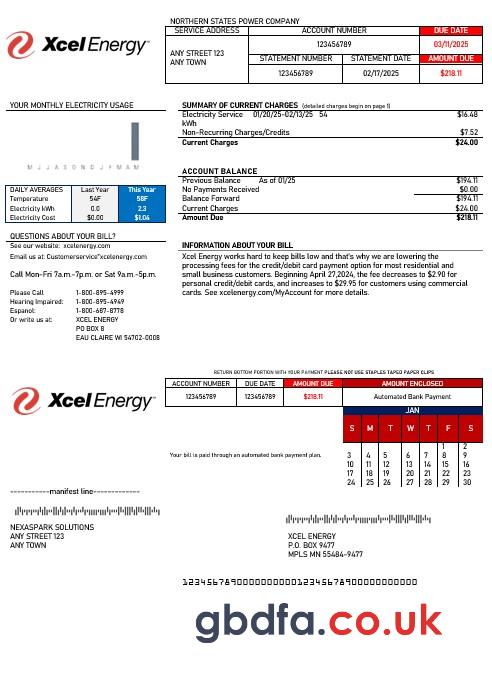 NORTHERN STATES POWER COMPANY
Xcel Energy™
SERVICE ADDRESS ACCOUNT NUMBER DUE DATE
ANY STREET 123
ANY TOWN
123456789 03/11/2025
STATEMENT NUMBER STATEMENT DATE AMOUNT DUE
123456789 02/17/2025 $218.11
YOUR MONTHLY ELECTRICITY USAGE
M J J A S O N D J F M A M
DAILY AVERAGES Last Year This Year
Temperature 54F 58F
Electricity kWh 0.0 2.3
Electricity Cost $0.00 $1.04
QUESTIONS ABOUT YOUR BILL?
See our website: xcelenergy.com
Email us at: Customerservice"xcelenergy.com
Call Mon-Fri 7a.m.-7p.m. or Sat 9a.m.-5p.m.
Please Call 1-800-895-4999
Hearing Impaired: 1-800-895-4949
Espanol: 1-800-687-8778
Or write us at: XCEL ENERGY
PO BOX 8
EAU CLAIRE WI 54702-0008
SUMMARY OF CURRENT CHARGES (detailed charges begin on page 1)
Electricity Service 01/20/25-02/13/25 54 $16.48
kWh
Non-Recurring Charges/Credits $7.52
Current Charges $24.00
ACCOUNT BALANCE
Previous Balance As of 01/25 $194.11
No Payments Received $0.00
Balance Forward $194.11
Current Charges $24.00
Amount Due $218.11
INFORMATION ABOUT YOUR BILL
Xcel Energy works hard to keep bills low and that's why we are lowering the
processing fees for the credit/debit card payment option for most residential and
small business customers. Beginning April 27,2024, the fee decreases to $2.90 for
personal credit/debit cards, and increases to $29.95 for customers using commercial
cards. See xcelenergy.com/MyAccount for more details.
RETURN BOTTOM PORTION WITH YOUR PAYMENT PLEASE NOT USE STAPLES TAPED PAPER CLIPS
Xcel Energy™
ACCOUNT NUMBER DUE DATE AMOUNT DUE AMOUNT ENCLOSED
123456789 123456789 $218.11 Automated Bank Payment
JAN
S M T W T F S
1 2
3 4 5 6 7 8 9
10 11 12 13 14 15 16
17 18 19 20 21 22 23
24 25 26 27 28 29 30
Your bill is paid through an automated bank payment plan.
-----------manifest line-------------
NEXASPARK SOLUTIONS
ANY STREET 123
ANY TOWN
XCEL ENERGY
P.O. BOX 9477
MPLS MN 55484-9477
gbdfa.co.uk